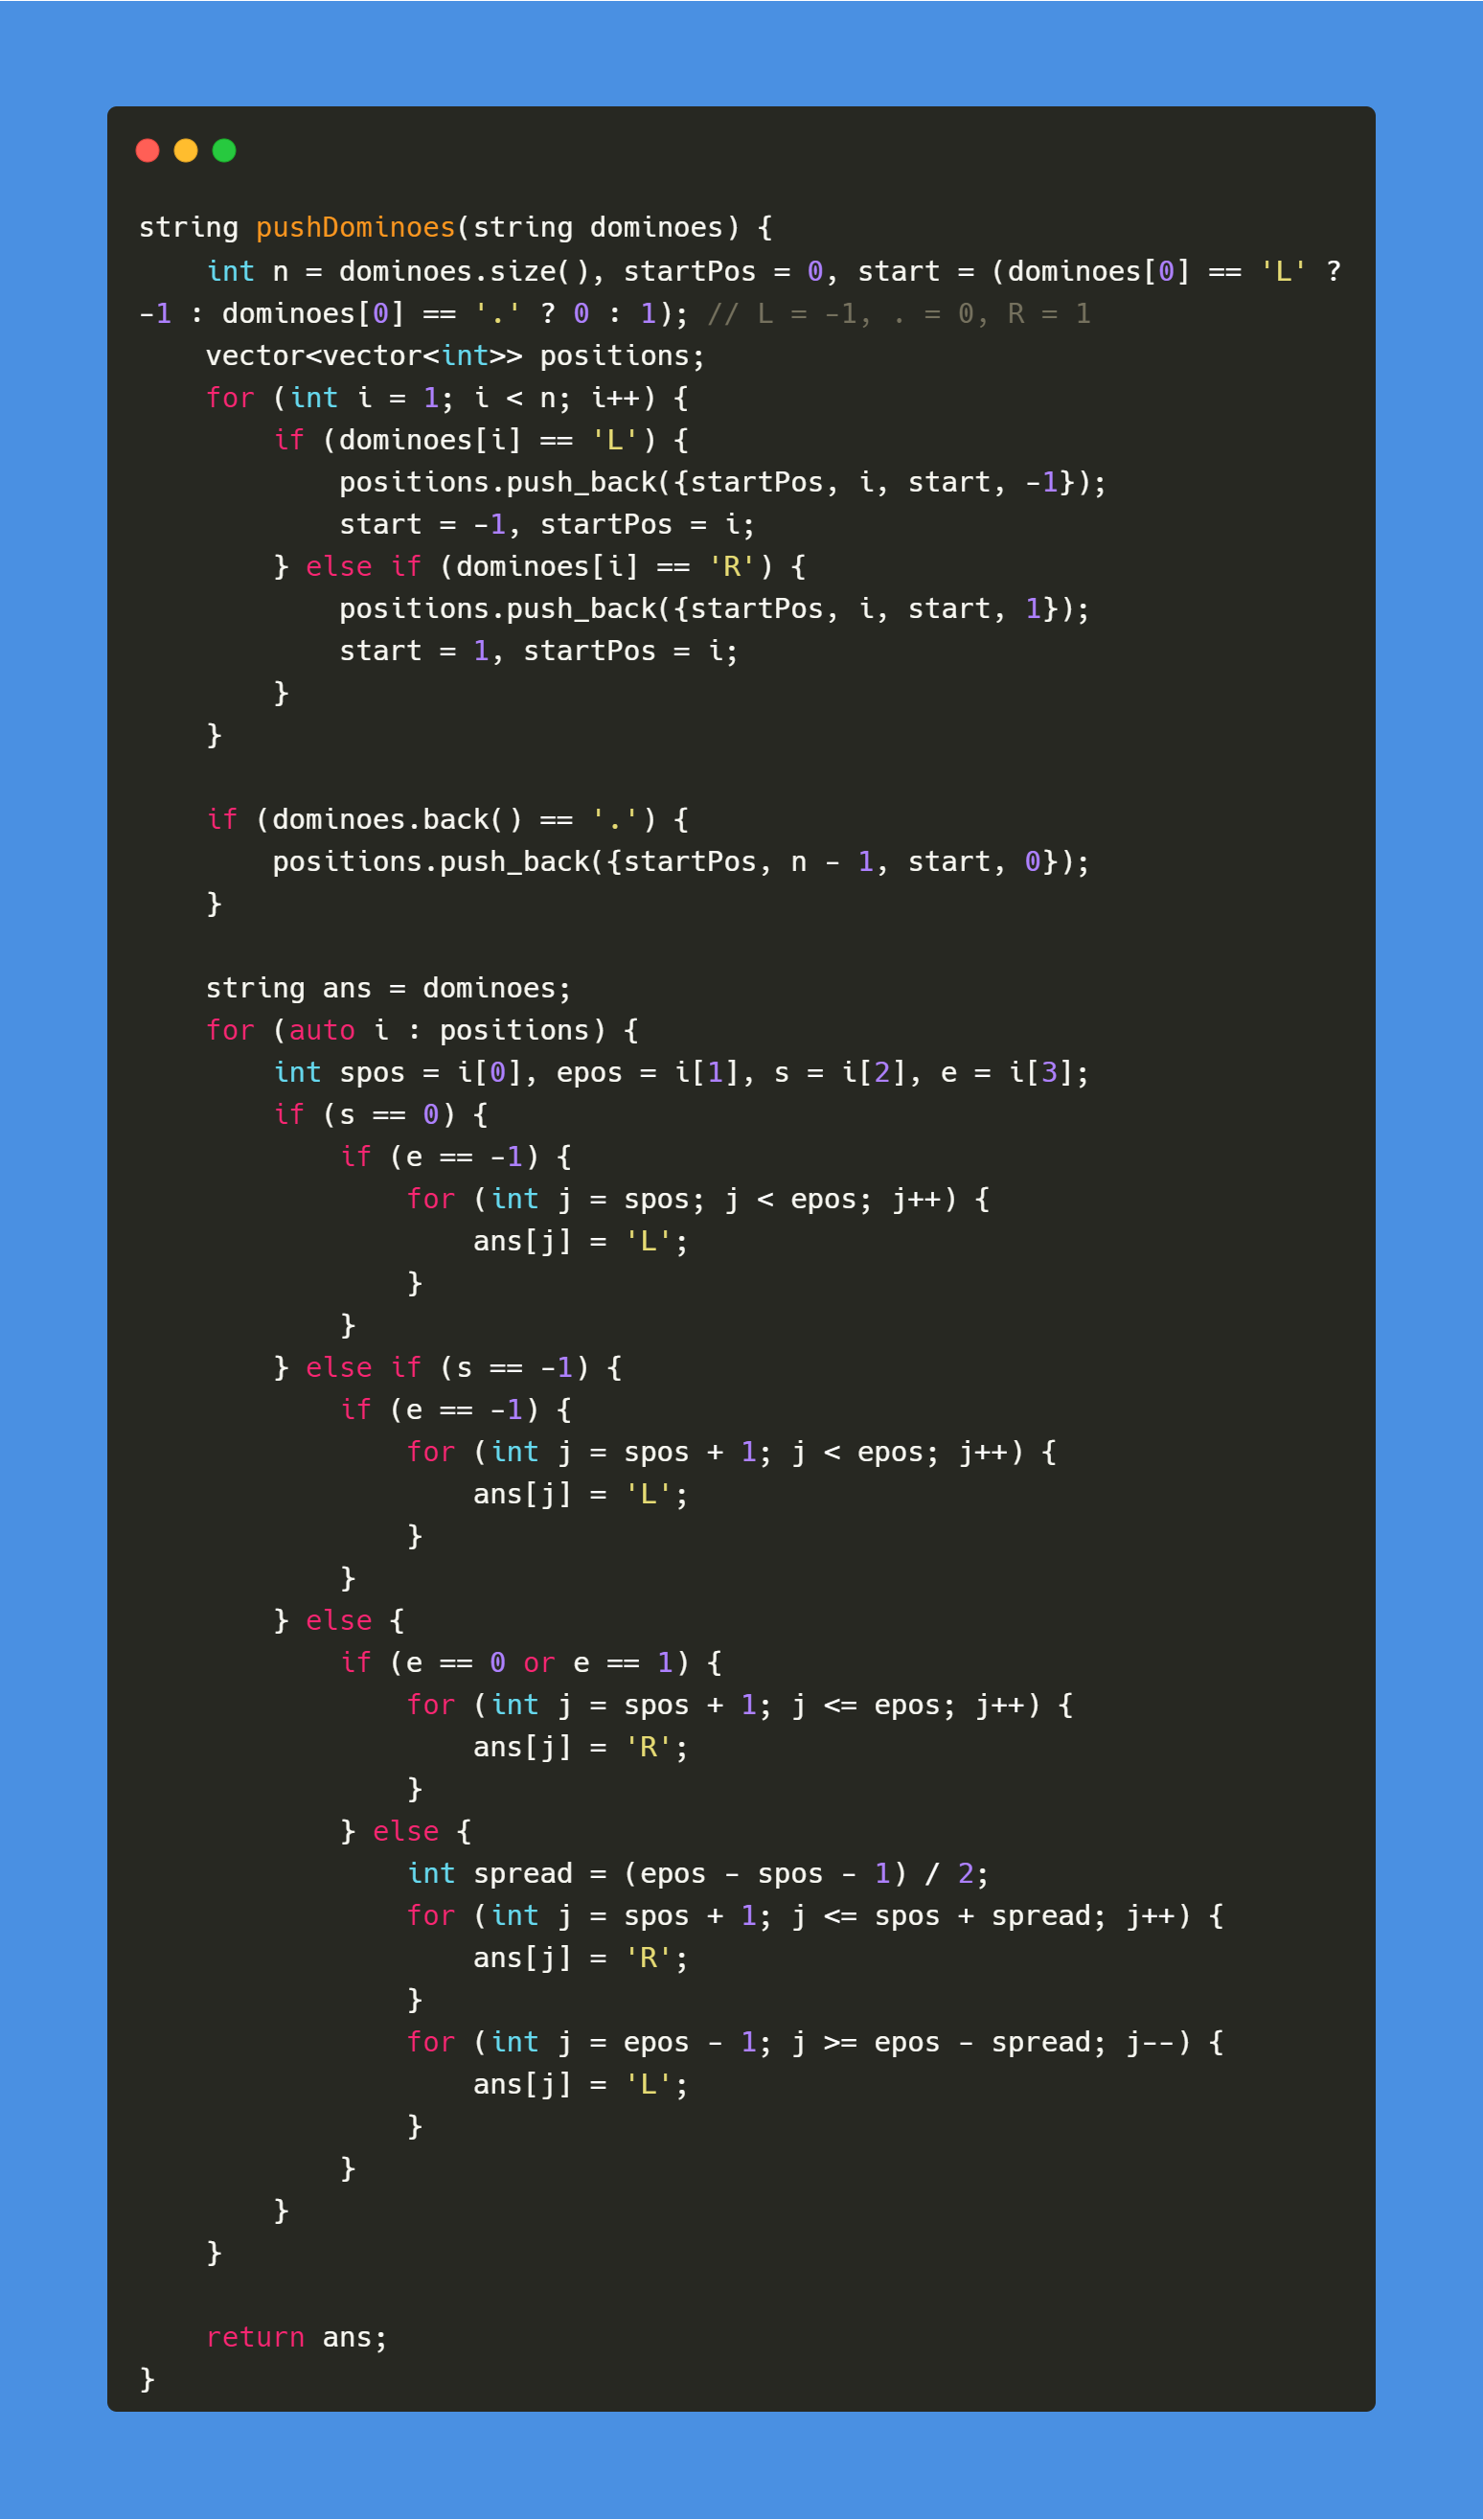 string pushDominoes(string dominoes) {
    int n = dominoes.size(), startPos = 0, start = (dominoes[0] == 'L' ?
-1 : dominoes[0] == '.' ? 0 : 1); // L = -1, . = 0, R = 1
    vector<vector<int>> positions;
    for (int i = 1; i < n; i++) {
        if (dominoes[i] == 'L') {
            positions.push_back({startPos, i, start, -1});
            start = -1, startPos = i;
        } else if (dominoes[i] == 'R') {
            positions.push_back({startPos, i, start, 1});
            start = 1, startPos = i;
        }
    }

    if (dominoes.back() == '.') {
        positions.push_back({startPos, n - 1, start, 0});
    }

    string ans = dominoes;
    for (auto i : positions) {
        int spos = i[0], epos = i[1], s = i[2], e = i[3];
        if (s == 0) {
            if (e == -1) {
                for (int j = spos; j < epos; j++) {
                    ans[j] = 'L';
                }
            }
        } else if (s == -1) {
            if (e == -1) {
                for (int j = spos + 1; j < epos; j++) {
                    ans[j] = 'L';
                }
            }
        } else {
            if (e == 0 or e == 1) {
                for (int j = spos + 1; j <= epos; j++) {
                    ans[j] = 'R';
                }
            } else {
                int spread = (epos - spos - 1) / 2;
                for (int j = spos + 1; j <= spos + spread; j++) {
                    ans[j] = 'R';
                }
                for (int j = epos - 1; j >= epos - spread; j--) {
                    ans[j] = 'L';
                }
            }
        }
    }

    return ans;
}